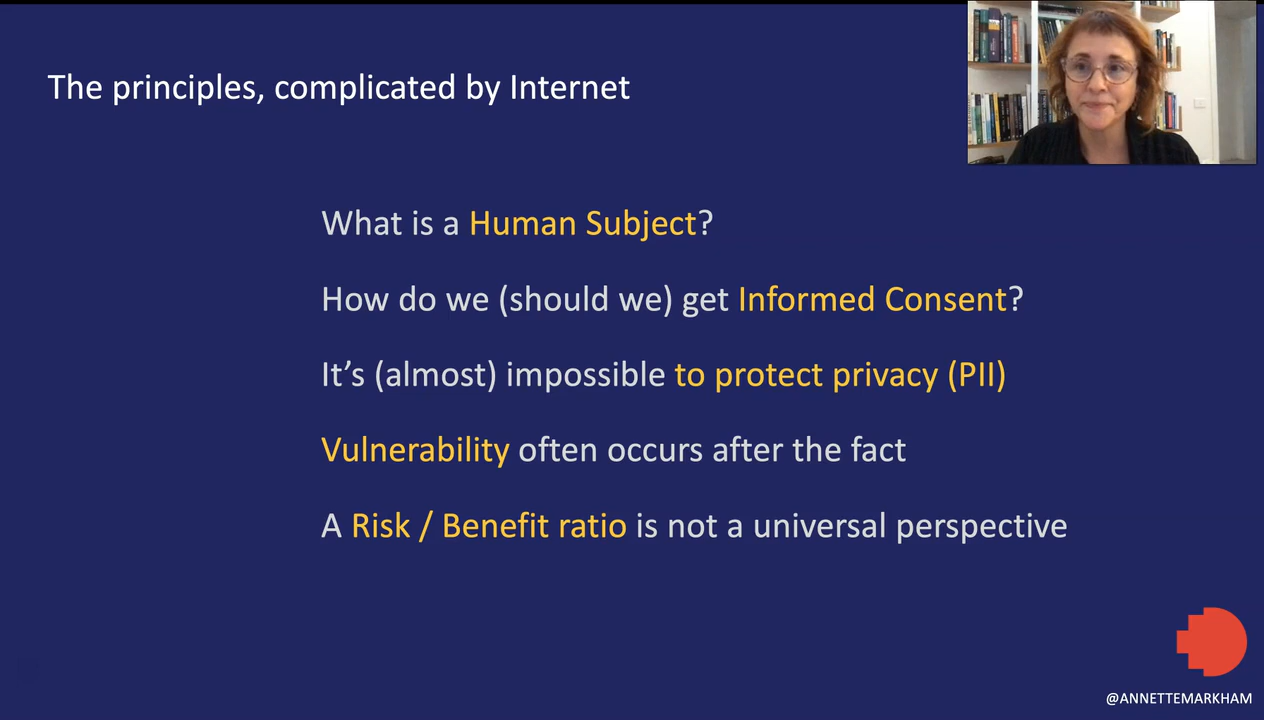 The principles, complicated by Internet
What is a Human Subject?
How do we (should we) get Informed Consent?
It’s (almost) impossible to protect privacy (PII)
Vulnerability often occurs after the fact
A Risk / Benefit ratio is not a universal perspective
@ANNETTEMARKHAM